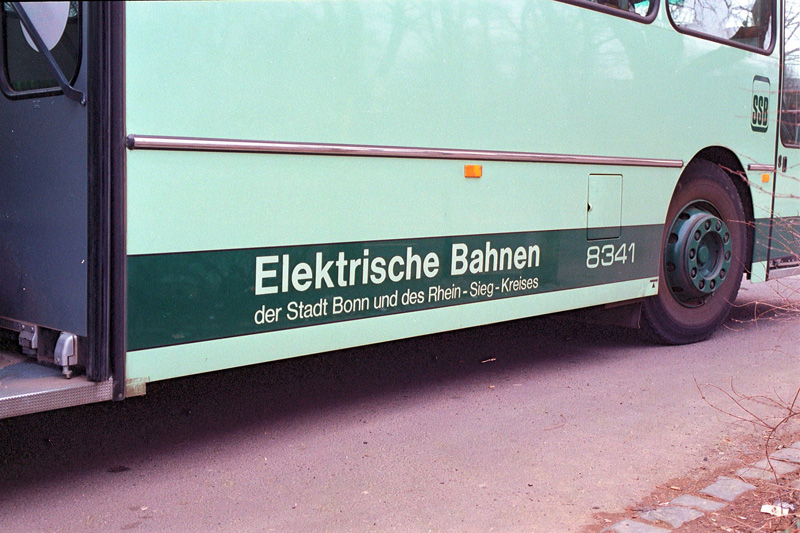 SSB
Elektrische Bahnen
der Stadt Bonn und des Rhein-Sieg-Kreises
8341